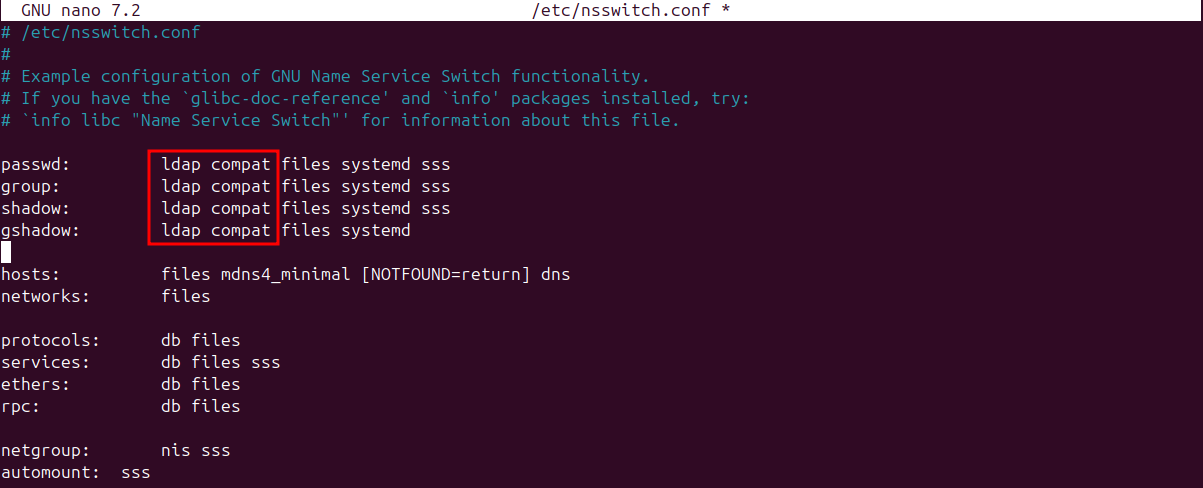 GNU nano 7.2 /etc/nsswitch.conf *
# /etc/nsswitch.conf
#
# Example configuration of GNU Name Service Switch functionality.
# If you have the `glibc-doc-reference' and `info' packages installed, try:
# `info libc "Name Service Switch"' for information about this file.
passwd: ldap compat files systemd sss
group: ldap compat files systemd sss
shadow: ldap compat files systemd sss
gshadow: ldap compat files systemd
hosts: files mdns4_minimal [NOTFOUND=return] dns
networks: files
protocols: db files
services: db files sss
ethers: db files
rpc: db files
netgroup: nis sss
automount: sss